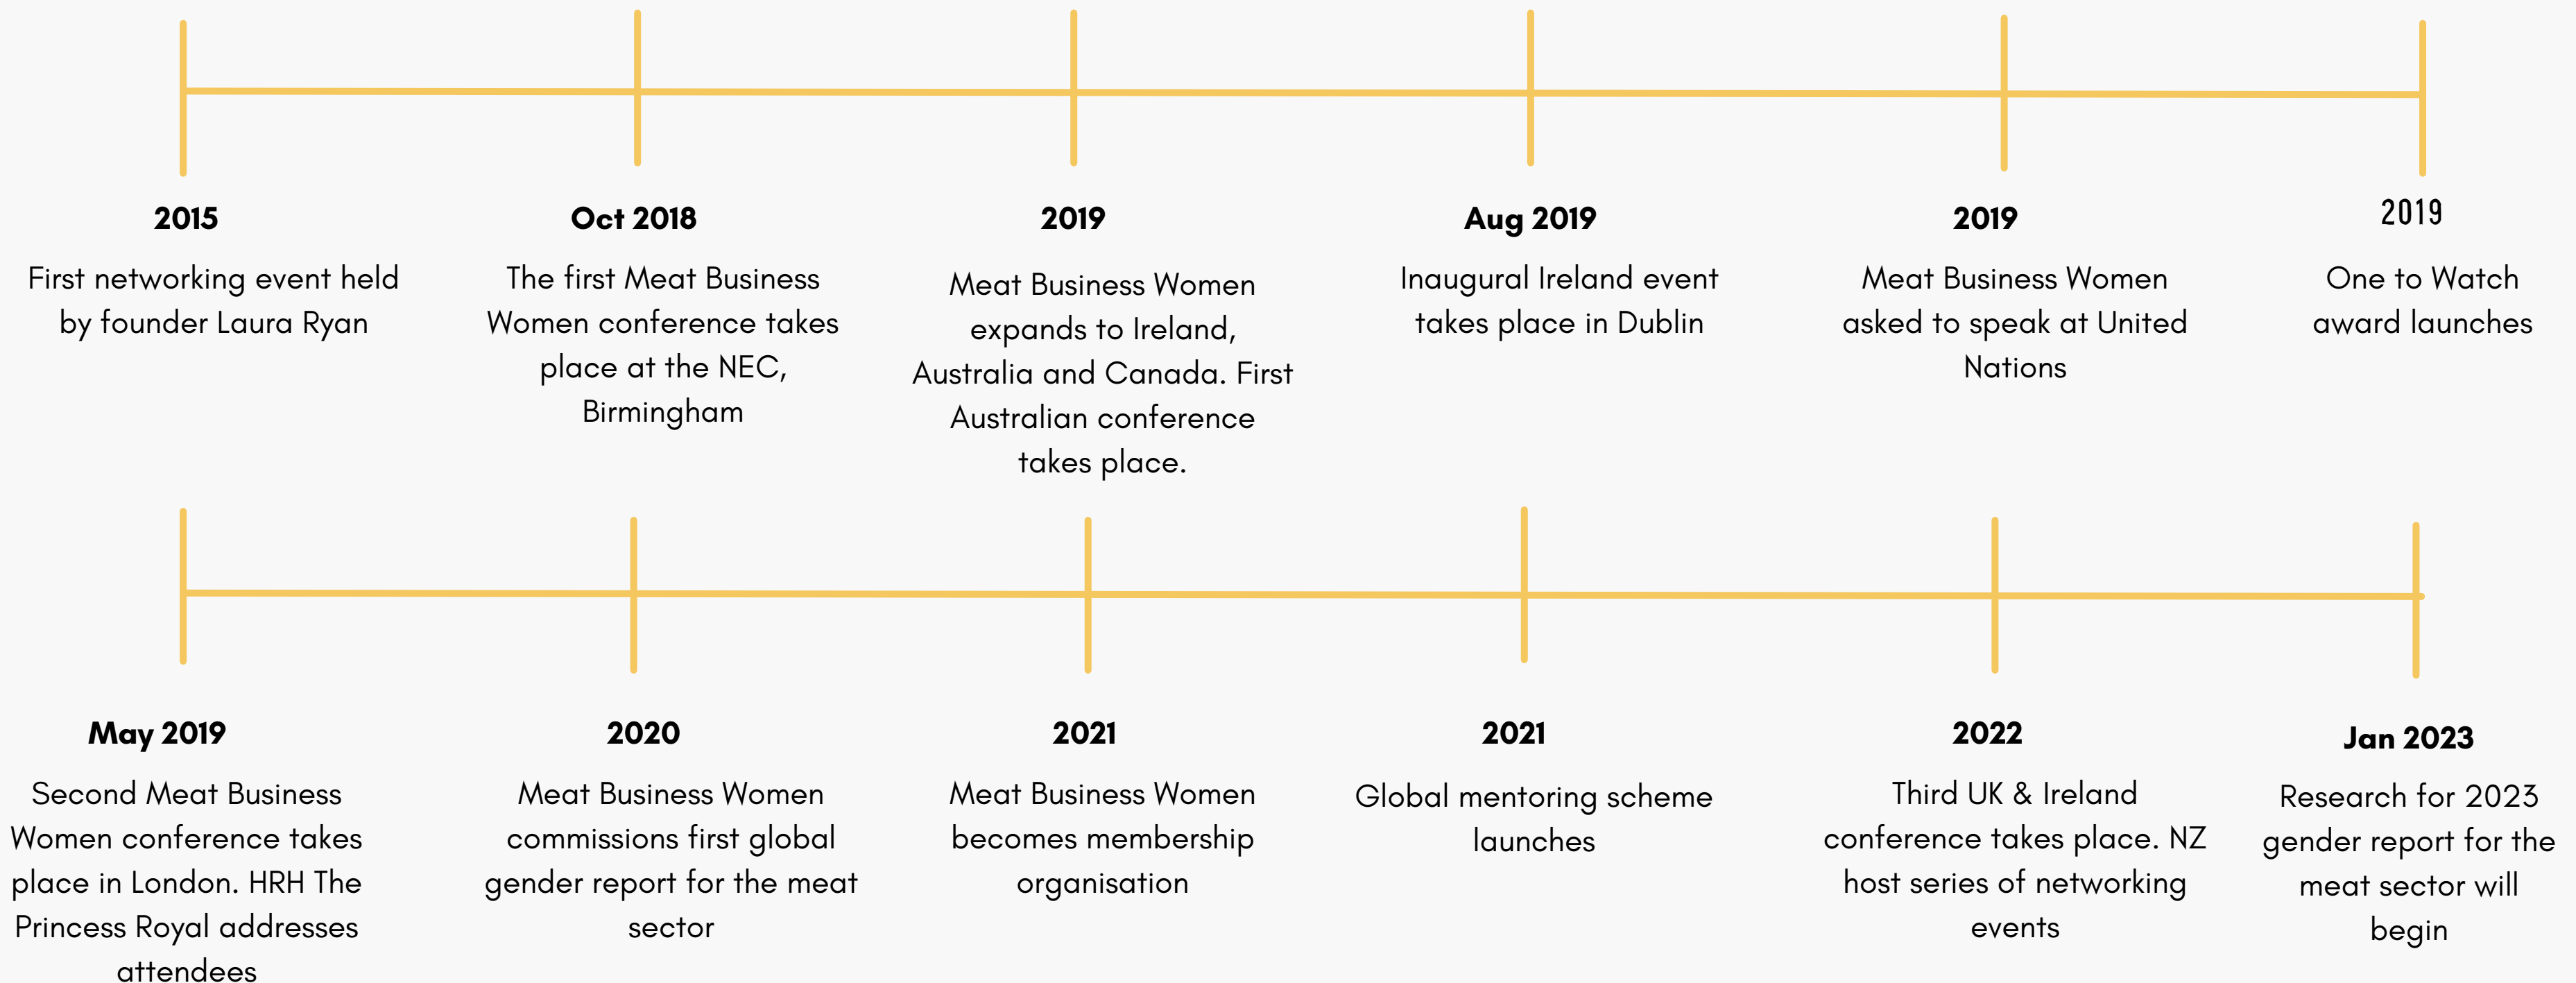 2015
First networking event held
by founder Laura Ryan
Oct 2018
The first Meat Business
Women conference takes
place at the NEC,
Birmingham
2019
Meat Business Women
expands to Ireland,
Australia and Canada. First
Australian conference
takes place.
Aug 2019
Inaugural Ireland event
takes place in Dublin
2019
Meat Business Women
asked to speak at United
Nations
2019
One to Watch
award launches
May 2019
Second Meat Business
Women conference takes
place in London. HRH The
Princess Royal addresses
attendees
2020
Meat Business Women
commissions first global
gender report for the meat
sector
2021
Meat Business Women
becomes membership
organisation
2021
Global mentoring scheme
launches
2022
Third UK & Ireland
conference takes place. NZ
host series of networking
events
Jan 2023
Research for 2023
gender report for the
meat sector will
begin